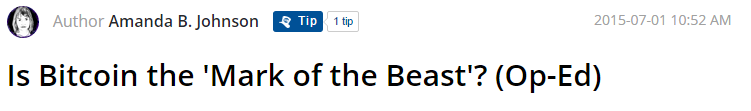 Author Amanda B. Johnson Tip 1 tip 2015-07-01 10:52 AM
Is Bitcoin the 'Mark of the Beast'? (Op-Ed)